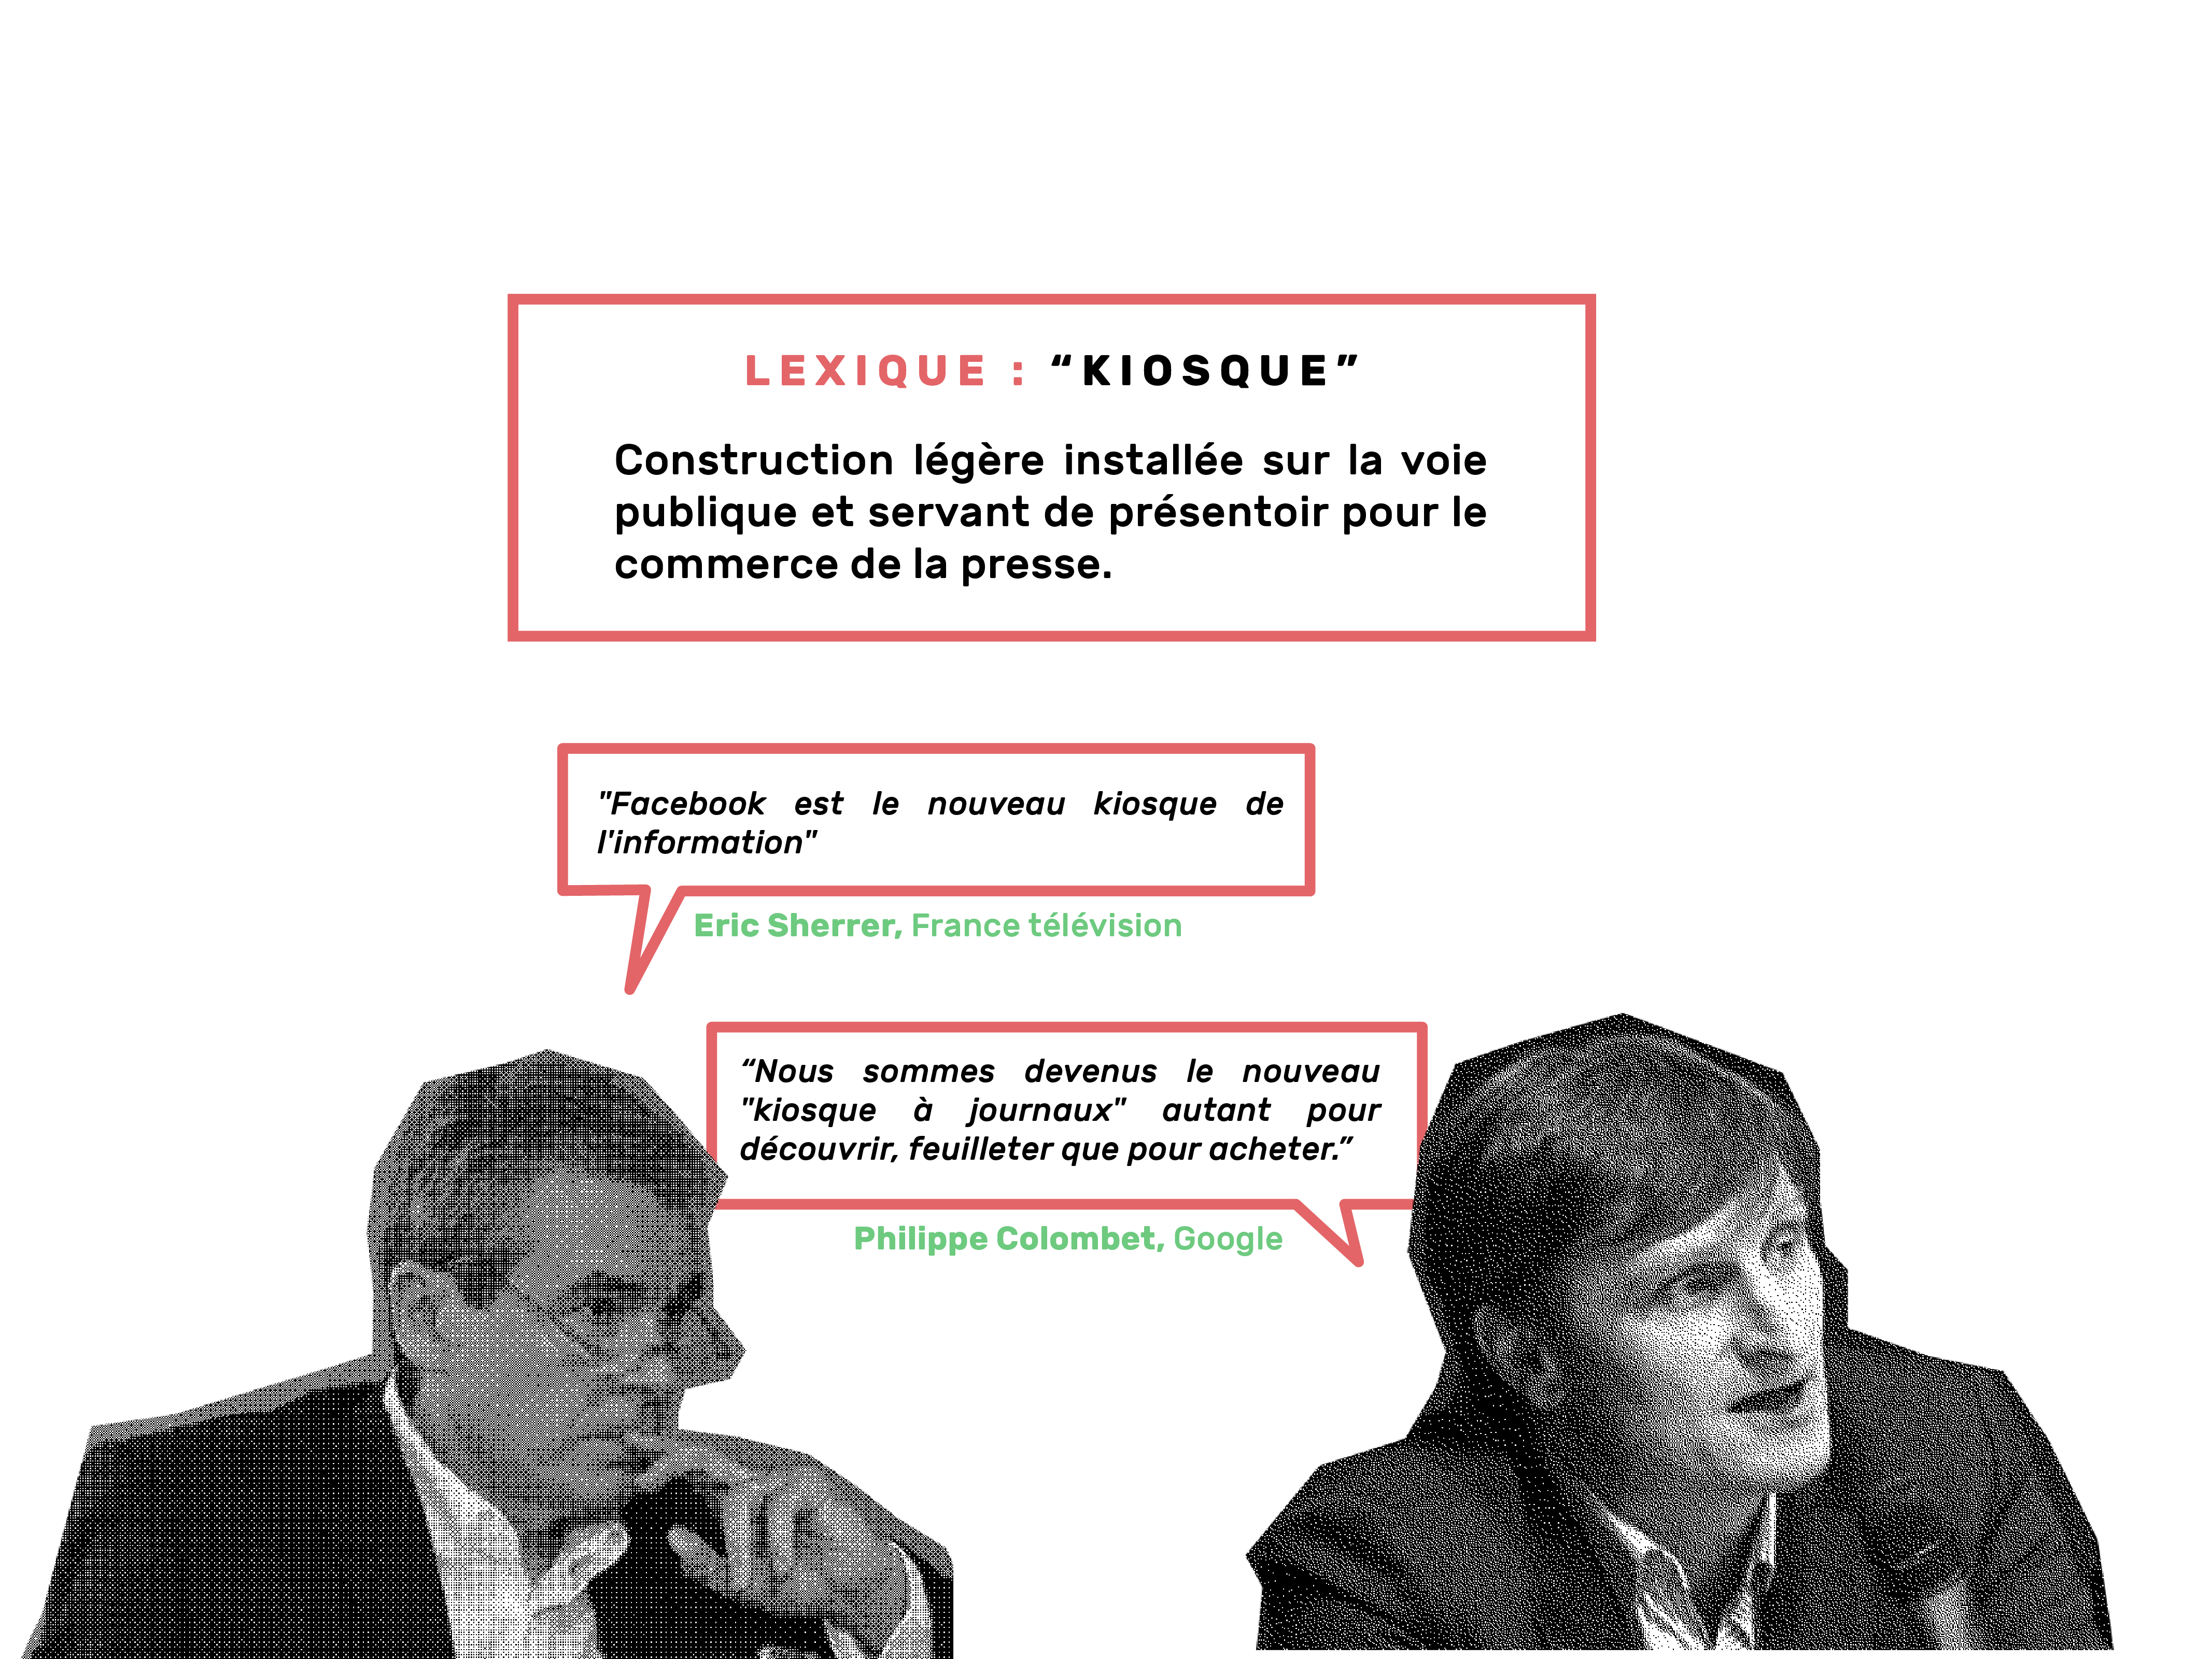 LEXIQUE : “KIOSQUE”
Construction légère installée sur la voie
publique et servant de présentoir pour le
commerce de la presse.
"Facebook est le nouveau kiosque de
l'information"
Eric Sherrer, France télévision
“Nous sommes devenus le nouveau
"kiosque à journaux" autant pour
découvrir, feuilleter que pour acheter.”
Philippe Colombet, Google